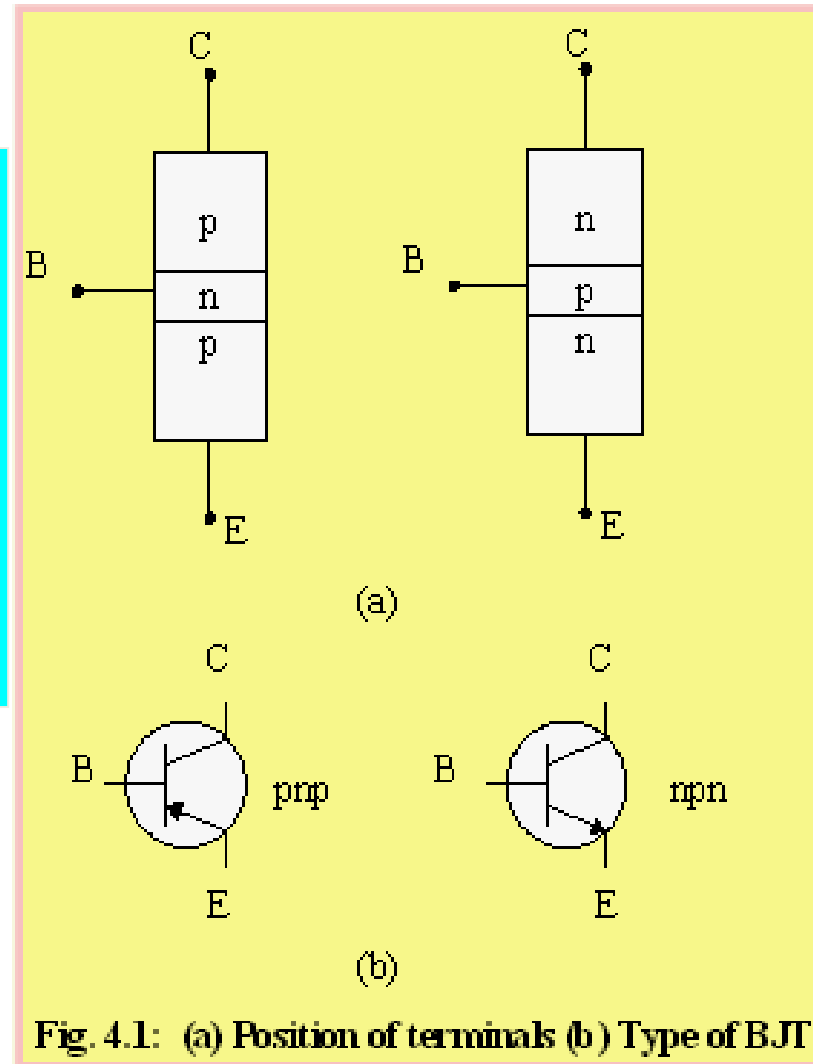 C C
p n
B B
n p
p n
E E
(a)
C C
B pnp B npn
E E
(b)
Fig. 4.1: (a) Position of terminals (b) Type of BJT